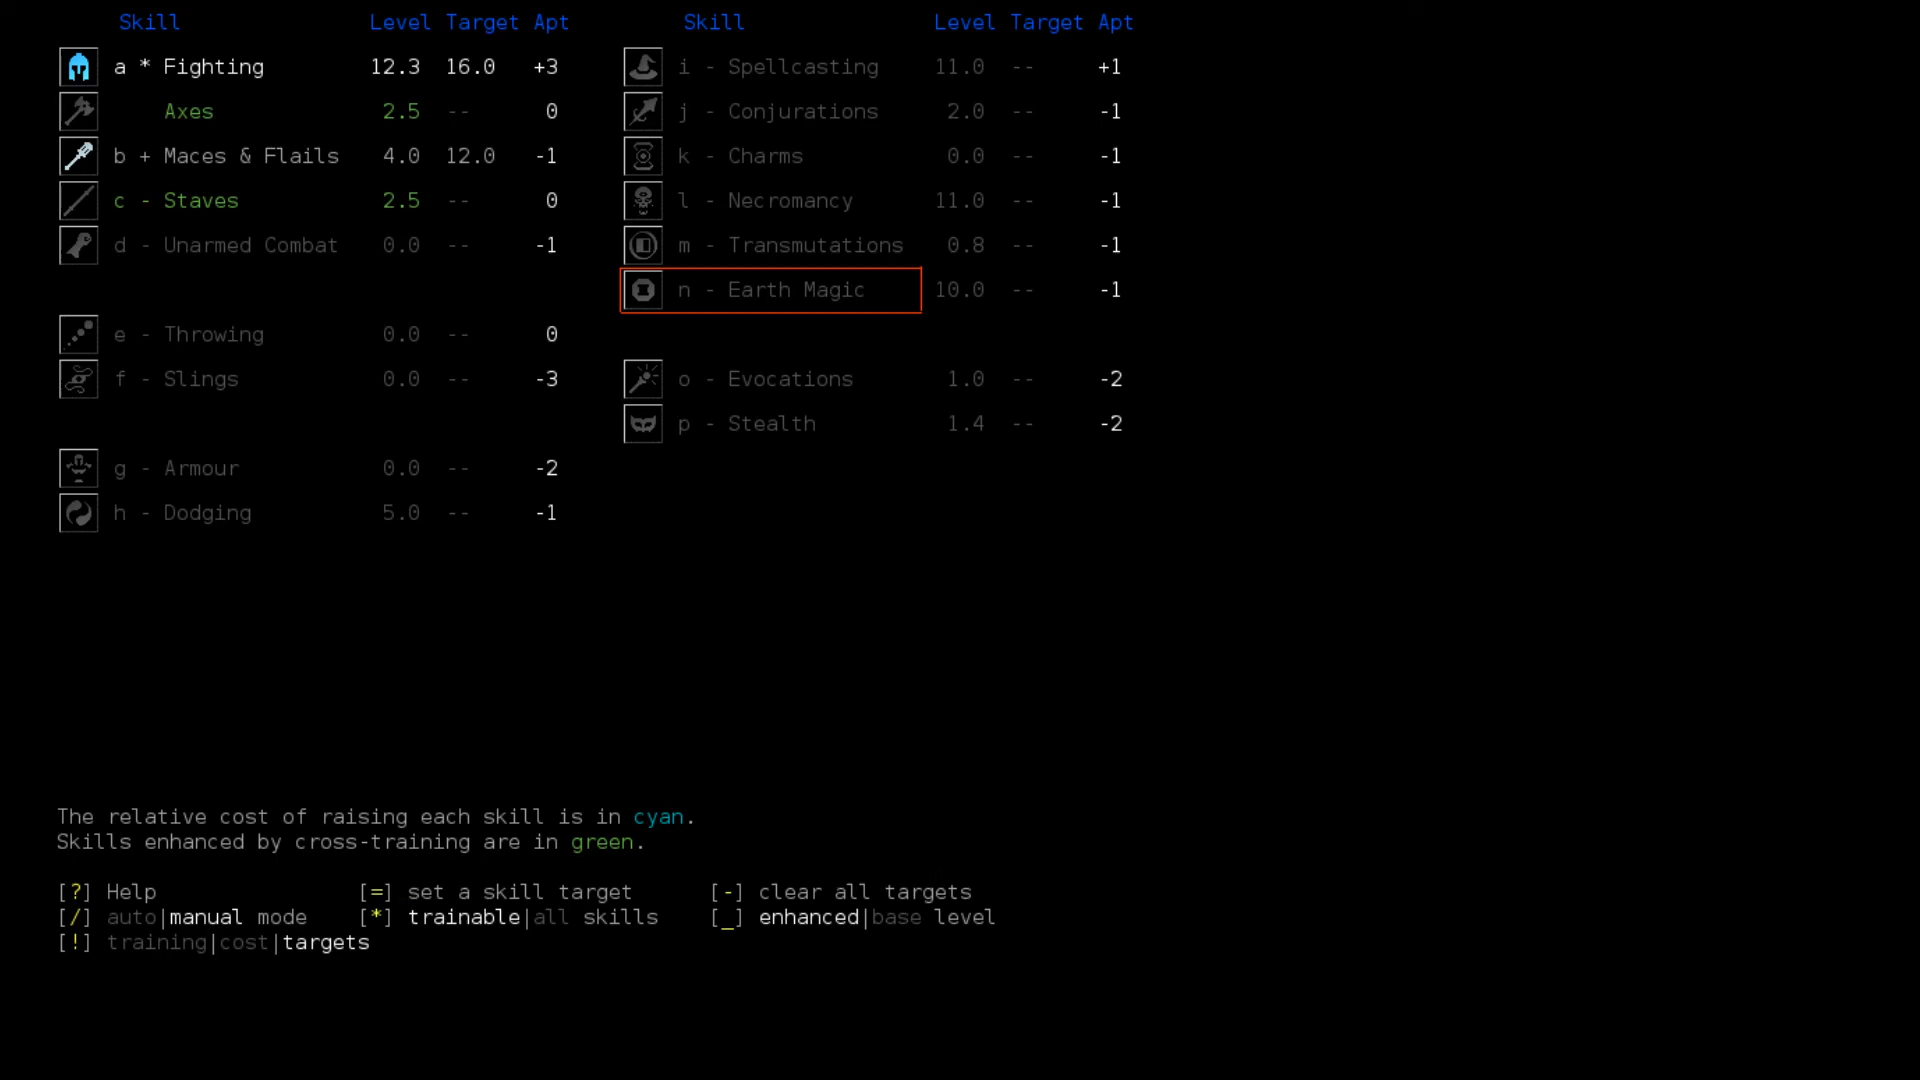 Skill Level Target Apt Skill Level Target Apt
a * Fighting 12.3 16.0 +3 i - Spellcasting 11.0 -- +1
Axes 2.5 -- 0 j - Conjurations 2.0 -- -1
b + Maces & Flails 4.0 12.0 -1 k - Charms 0.0 -- -1
c - Staves 2.5 -- 0 l - Necromancy 11.0 -- -1
d - Unarmed Combat 0.0 -- -1 m - Transmutations 0.8 -- -1
n - Earth Magic 10.0 -- -1
e - Throwing 0.0 -- 0
f - Slings 0.0 -- -3 o - Evocations 1.0 -- -2
p - Stealth 1.4 -- -2
g - Armour 0.0 -- -2
h - Dodging 5.0 -- -1
The relative cost of raising each skill is in cyan.
Skills enhanced by cross-training are in green.
[?] Help [=] set a skill target [-] clear all targets
[/] auto|manual mode [*] trainable|all skills [_] enhanced|base level
[!] training|cost|targets